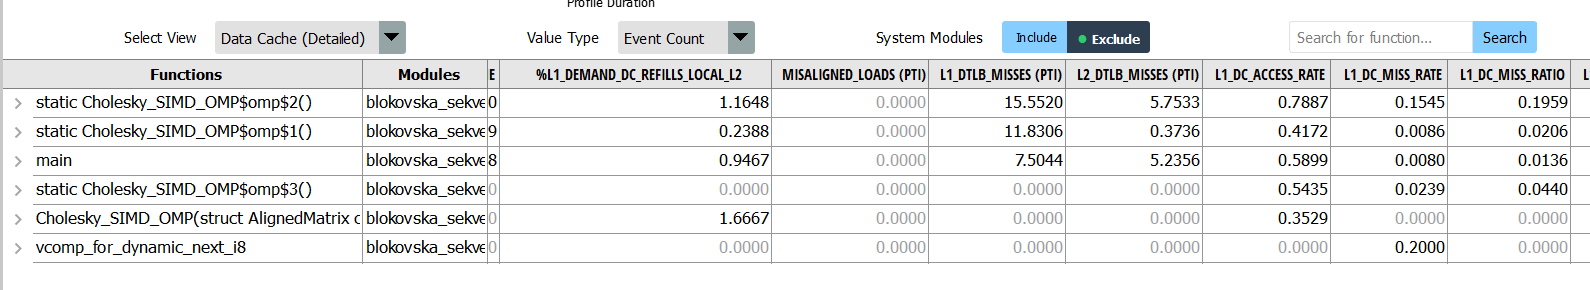 Profile Duration
Select View Data Cache (Detailed) Value Type Event Count System Modules Include Exclude Search for function... Search
Functions Modules E %L1_DEMAND_DC_REFILLS_LOCAL_L2 MISALIGNED_LOADS (PTI) L1_DTLB_MISSES (PTI) L2_DTLB_MISSES (PTI) L1_DC_ACCESS_RATE L1_DC_MISS_RATE L1_DC_MISS_RATIO L
static Cholesky_SIMD_OMP$omp$2() blokovska_sekve 0 1.1648 0.0000 15.5520 5.7533 0.7887 0.1545 0.1959
static Cholesky_SIMD_OMP$omp$1() blokovska_sekve 9 0.2388 0.0000 11.8306 0.3736 0.4172 0.0086 0.0206
main blokovska_sekve 8 0.9467 0.0000 7.5044 5.2356 0.5899 0.0080 0.0136
static Cholesky_SIMD_OMP$omp$3() blokovska_sekve 0 0.0000 0.0000 0.0000 0.0000 0.5435 0.0239 0.0440
Cholesky_SIMD_OMP(struct AlignedMatrix c blokovska_sekve 0 1.6667 0.0000 0.0000 0.0000 0.3529 0.0000 0.0000
vcomp_for_dynamic_next_i8 blokovska_sekve 0 0.0000 0.0000 0.0000 0.0000 0.0000 0.2000 0.0000